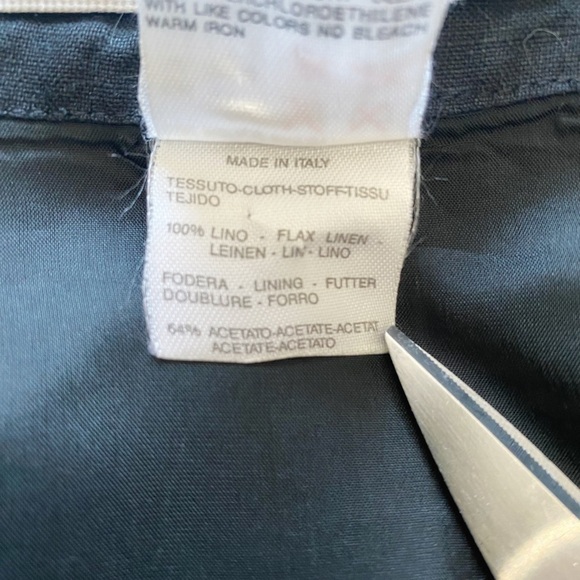 WITH LIKE COLORS NO BLEACH
WARM IRON
MADE IN ITALY
TESSUTO-CLOTH-STOFF-TISSU
TEJIDO
100% LINO - FLAX LINEN -
LEINEN - LIN - LINO
FODERA - LINING - FUTTER
DOUBLURE - FORRO
64% ACETATO-ACETATE-ACETAT
ACETATE-ACETATO